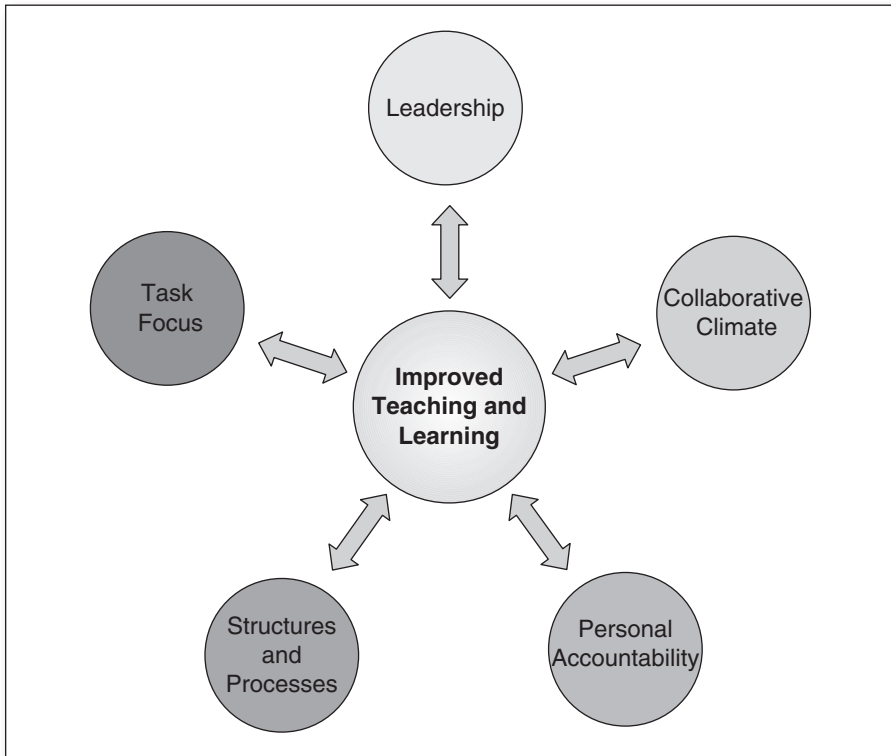 Leadership
Task
Focus
Collaborative
Climate
Improved
Teaching and
Learning
Structures
and
Processes
Personal
Accountability